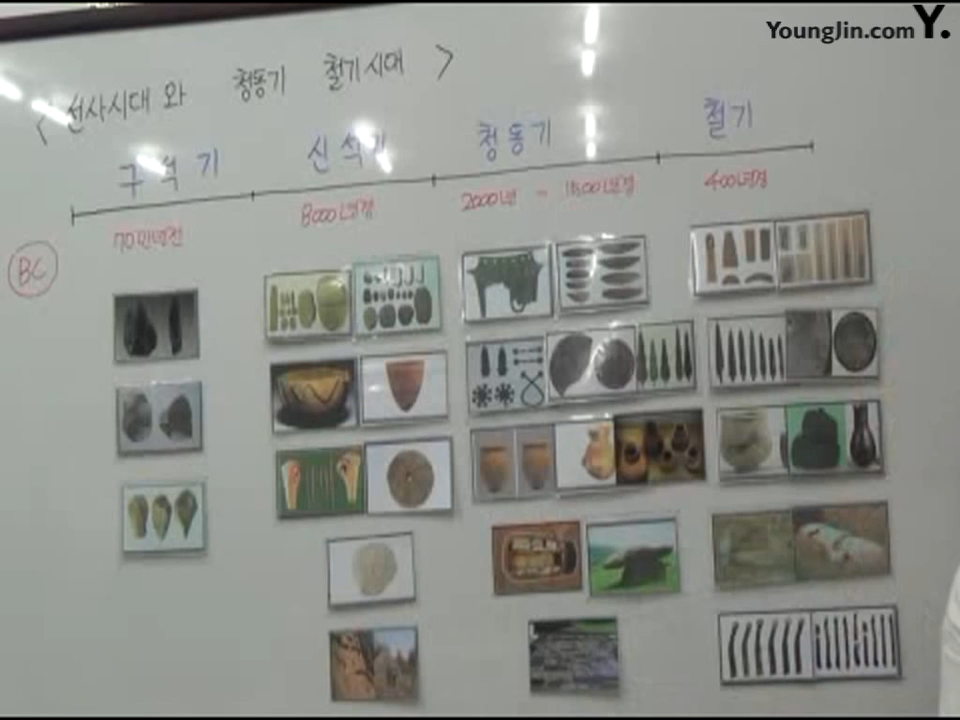 YoungJin.com Y.
< 선사시대 와 청동기 철기시대 >
구석기 신석기 청동기 철기
70만년전 8000년경 2000년 ~ 1500년경 400년경
BC